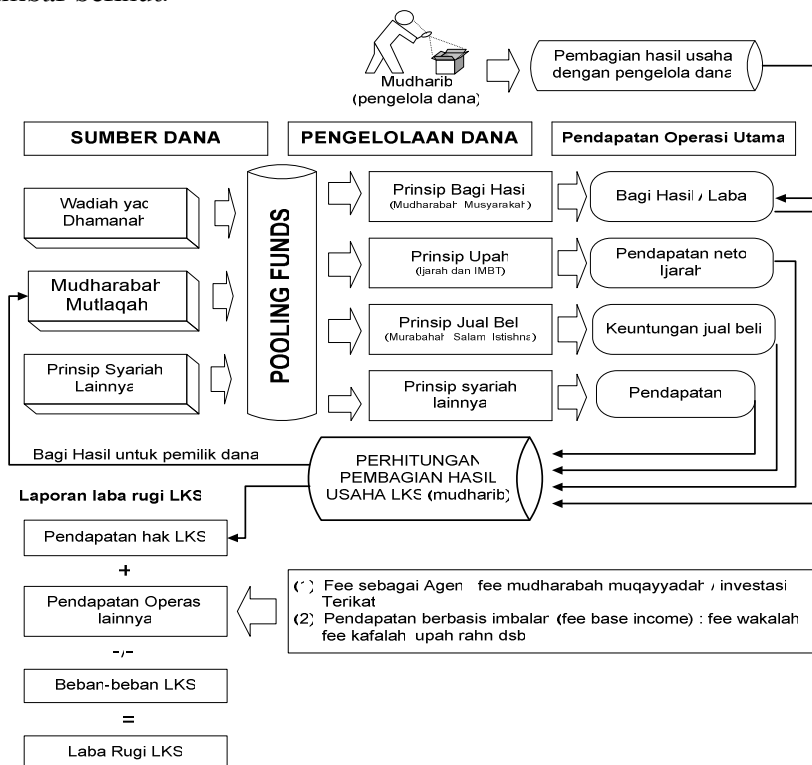 Mudharib
(pengelola dana)
Pembagian hasil usaha
dengan pengelola dana
SUMBER DANA
PENGELOLAAN DANA
Pendapatan Operasi Utama
Wadiah yad
Dhamanah
Mudharabah
Mutlaqah
Prinsip Syariah
Lainnya
POOLING FUNDS
Prinsip Bagi Hasi
(Mudharabah Musyarakah)
Prinsip Upah
(Ijarah dan IMBT)
Prinsip Jual Bel
(Murabahah Salam Istishna)
Prinsip syariah
lainnya
Bagi Hasil / Laba
Pendapatan neto
Ijarah
Keuntungan jual beli
Pendapatan
Bagi Hasil untuk pemilik dana
PERHITUNGAN
PEMBAGIAN HASIL
USAHA LKS (mudharib)
Laporan laba rugi LKS
Pendapatan hak LKS
+
Pendapatan Operas
lainnya
-/-
Beban-beban LKS
=
Laba Rugi LKS
(1) Fee sebagai Agen fee mudharabah muqayyadah / investasi
Terikat
(2) Pendapatan berbasis imbalan (fee base income) : fee wakalah
fee kafalah upah rahn dsb